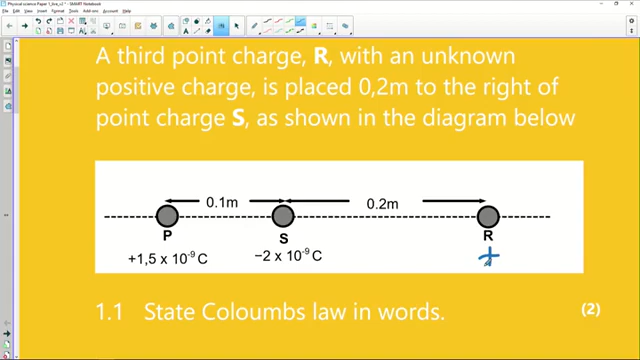 Physical science Paper 1_live_v2 * - SMART Notebook
File Edit View Insert Format Tools Add-ons Help
A third point charge, R, with an unknown
positive charge, is placed 0,2m to the right of
point charge S, as shown in the diagram below
0.1m 0.2m
P S R
+1,5 x 10⁻⁹ C −2 x 10⁻⁹ C +
1.1 State Coloumbs law in words. (2)